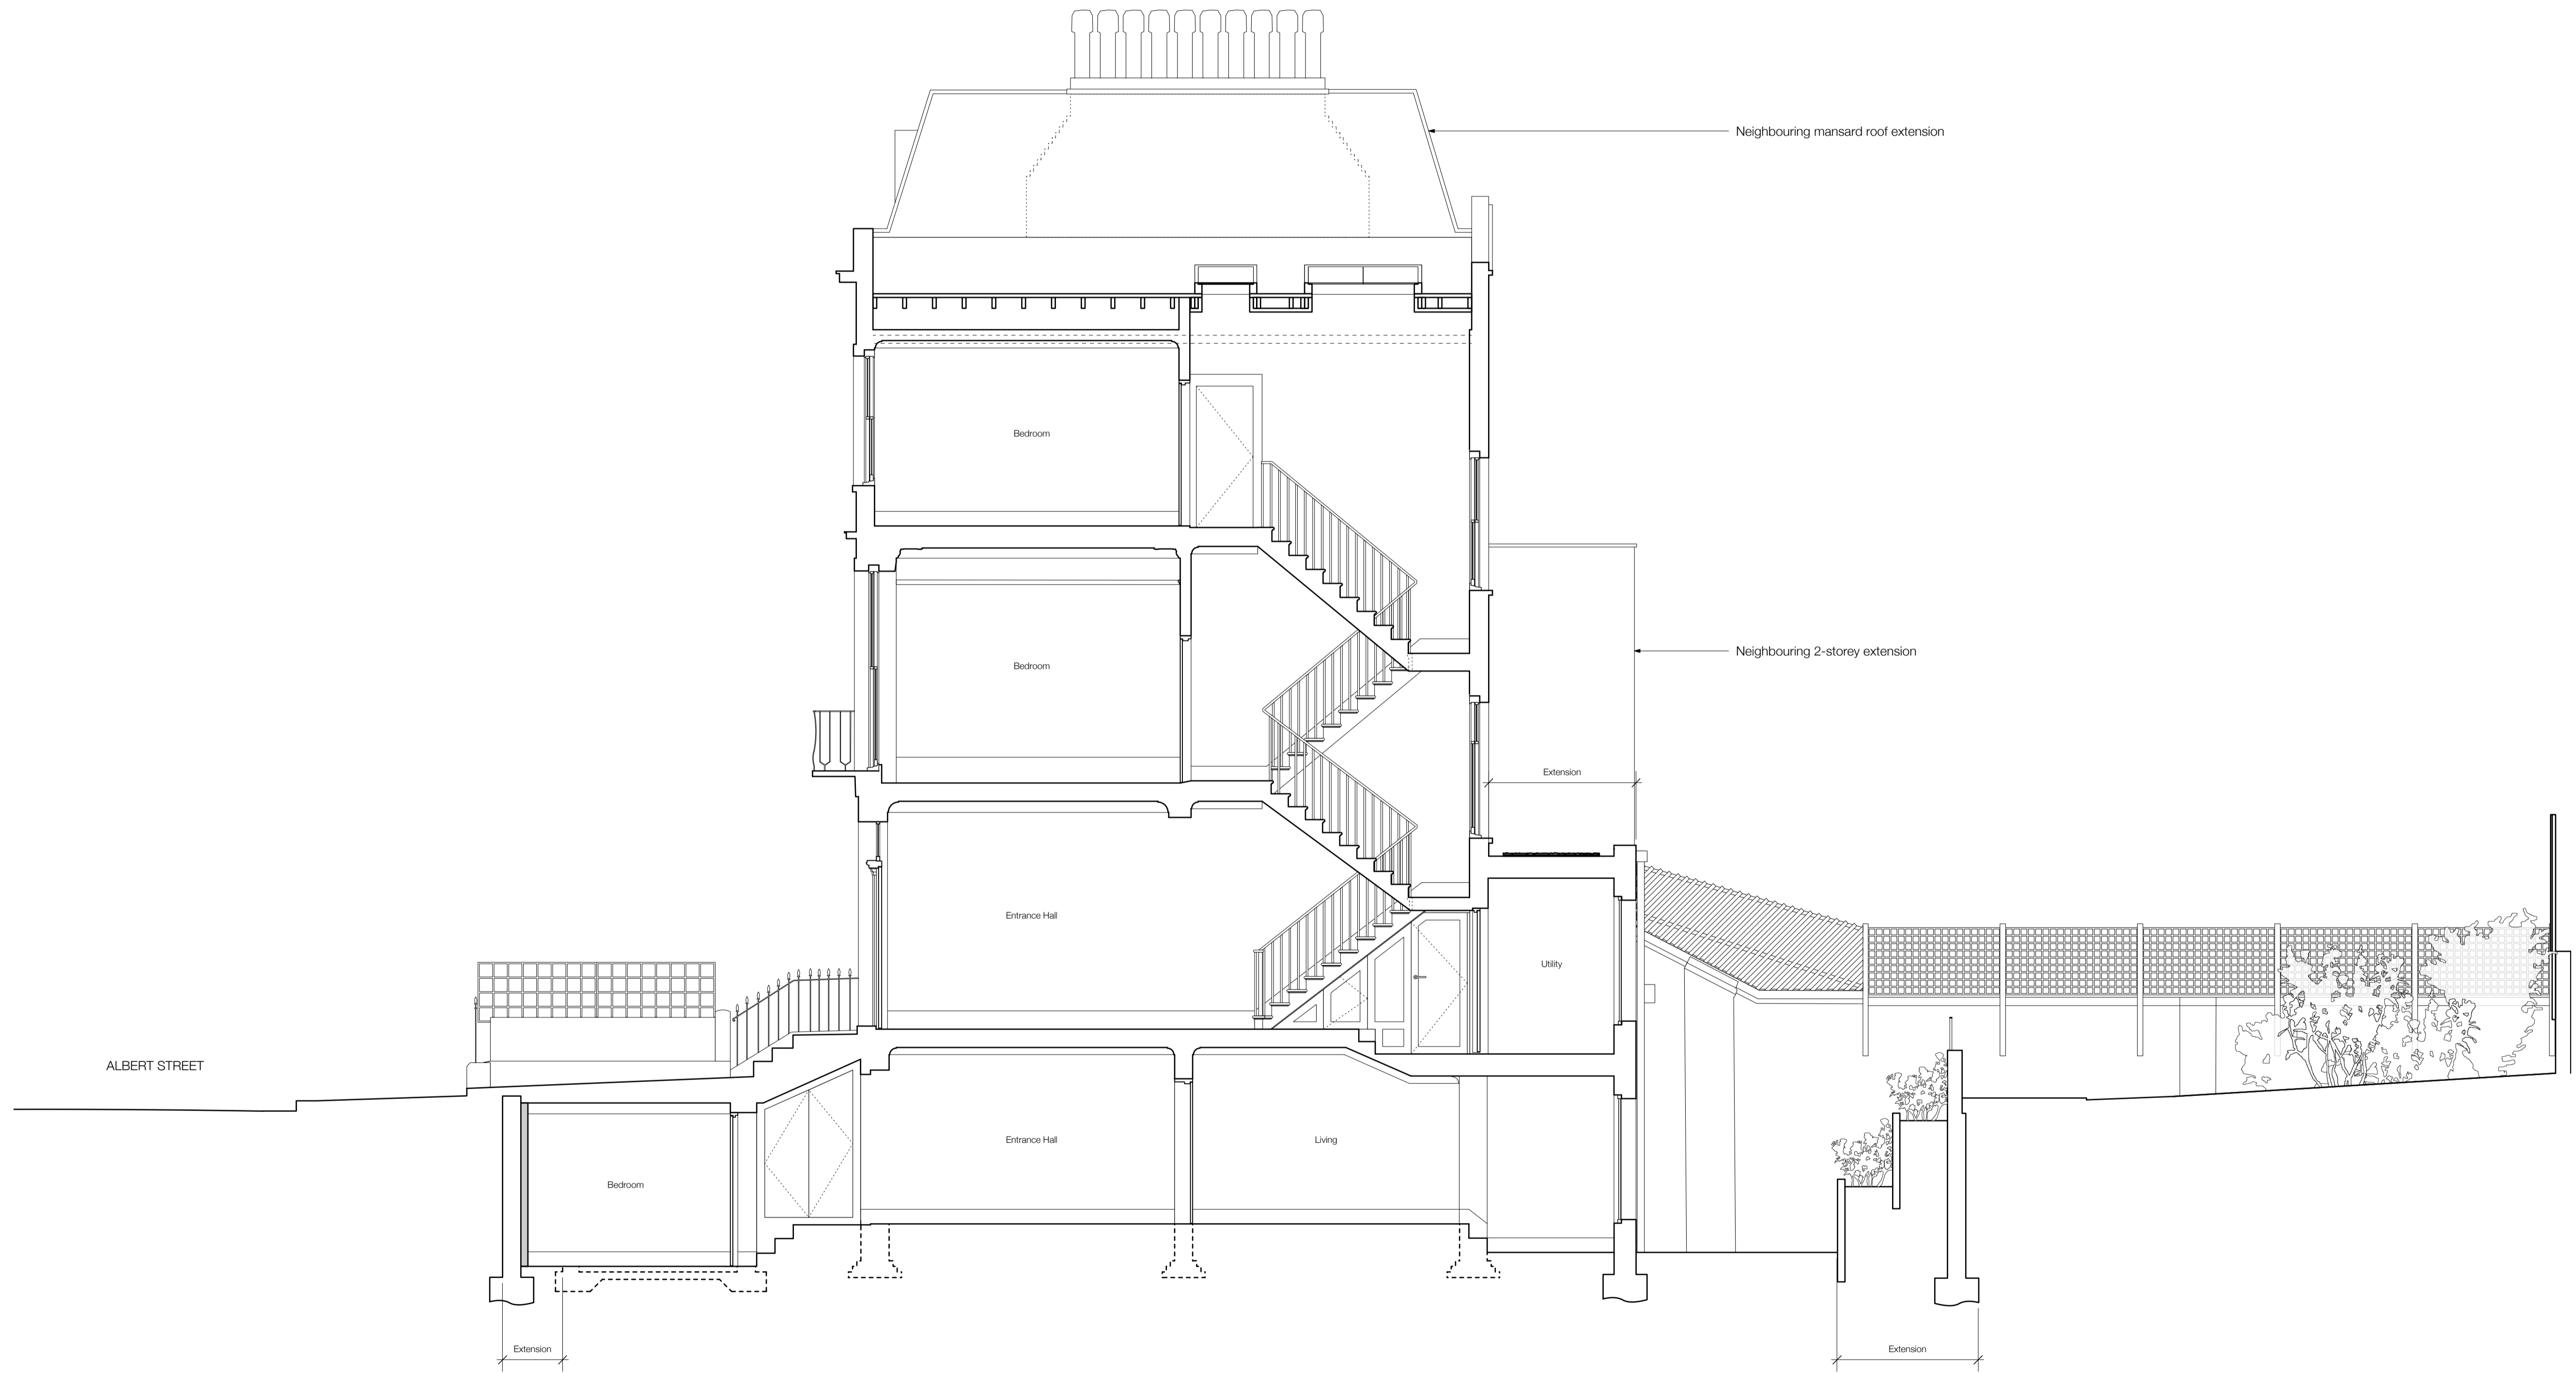 Neighbouring mansard roof extension
Bedroom
Neighbouring 2-storey extension
Bedroom
Extension
Entrance Hall
Utility
ALBERT STREET
Entrance Hall
Living
Bedroom
Extension
Extension